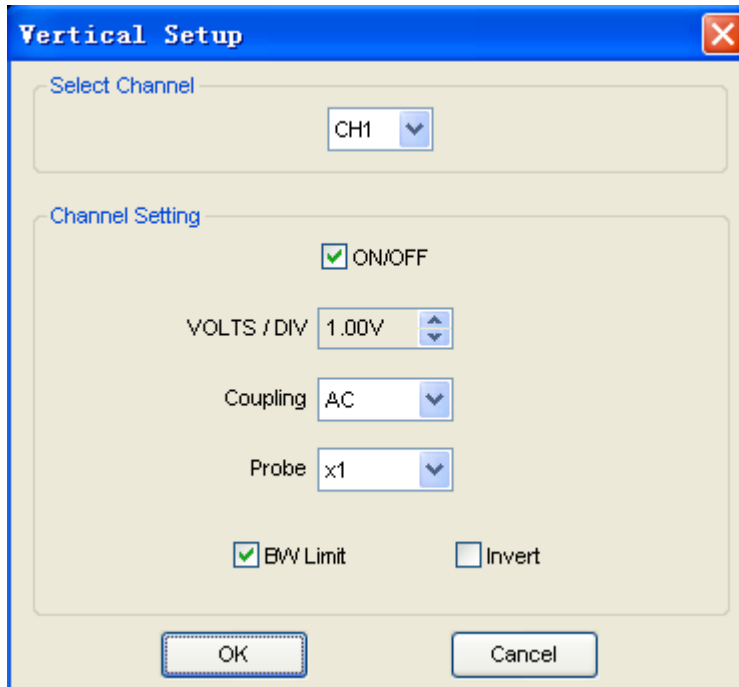 Vertical Setup
Select Channel
CH1
Channel Setting
ON/OFF
VOLTS / DIV 1.00V
Coupling AC
Probe x1
BW Limit Invert
OK Cancel